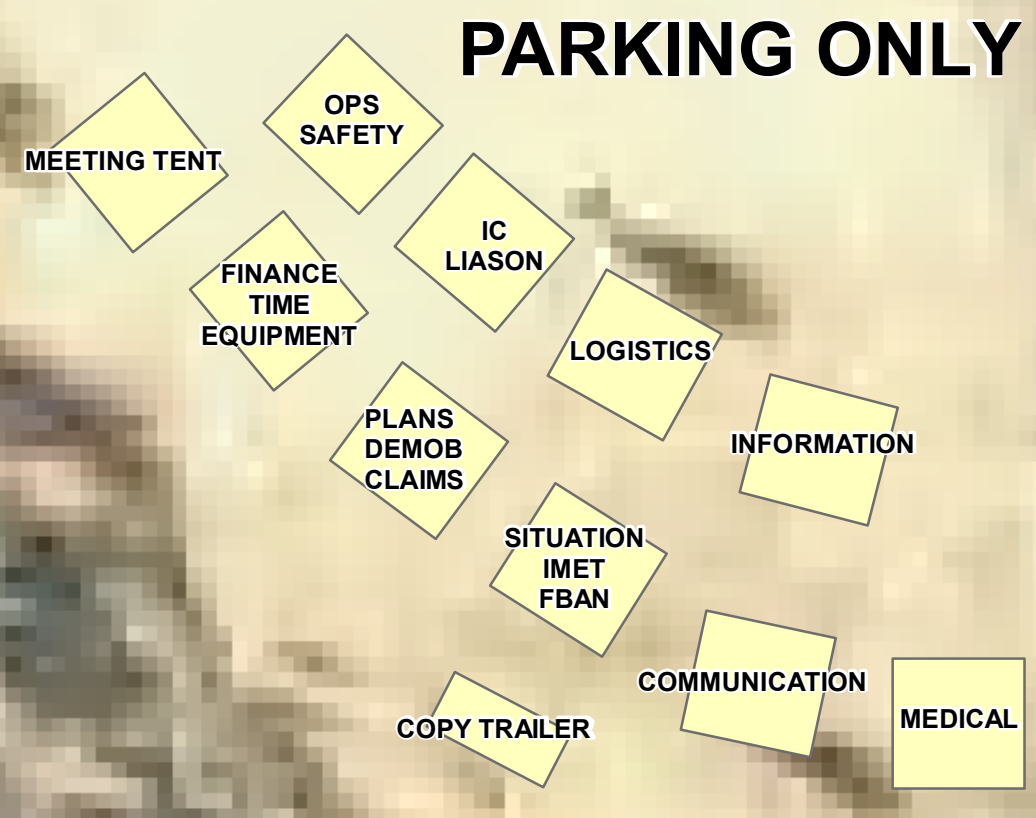 PARKING ONLY
OPS
SAFETY
MEETING TENT
IC
LIASON
FINANCE
TIME
EQUIPMENT
LOGISTICS
PLANS
DEMOB
CLAIMS
INFORMATION
SITUATION
IMET
FBAN
COMMUNICATION
MEDICAL
COPY TRAILER